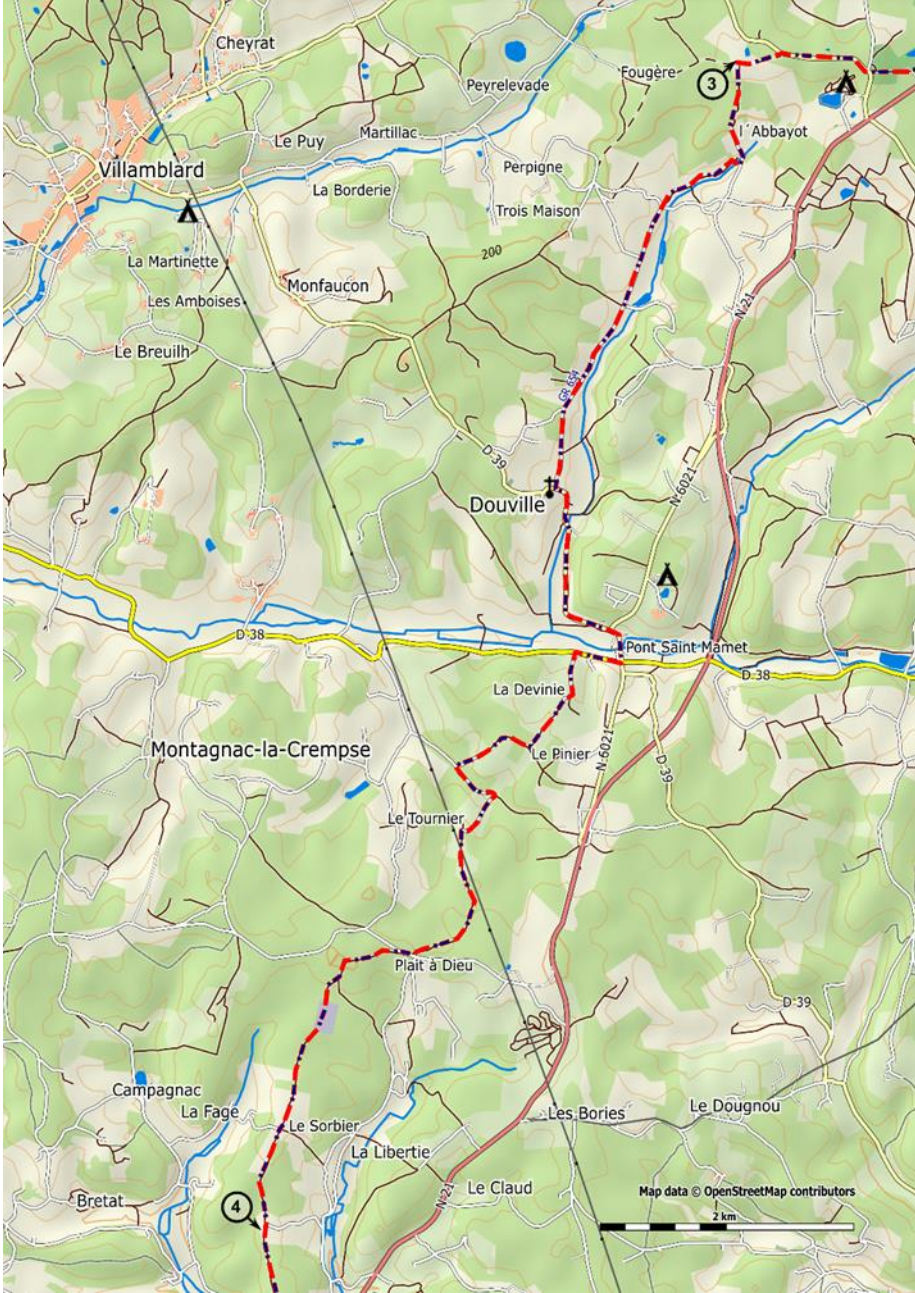 Cheyrat
Fougère
3
Peyrelevade
l'Abbayot
Martillac
Le Puy
Villamblard
Perpigne
La Borderie
Trois Maison
200
La Martinette
Monfaucon
Les Amboises
N 21
Le Breuilh
GR 654
D 39
N 6021
Douville
D 38
Pont Saint Mamet
D 38
La Devinie
Montagnac-la-Crempse
Le Pinier
N 6021
D 39
Le Tournier
Plait à Dieu
D 39
Campagnac
La Fage
Le Dougnou
Les Bories
Le Sorbier
La Libertie
Le Claud
Bretat
Map data © OpenStreetMap contributors
4
N 21
2 km